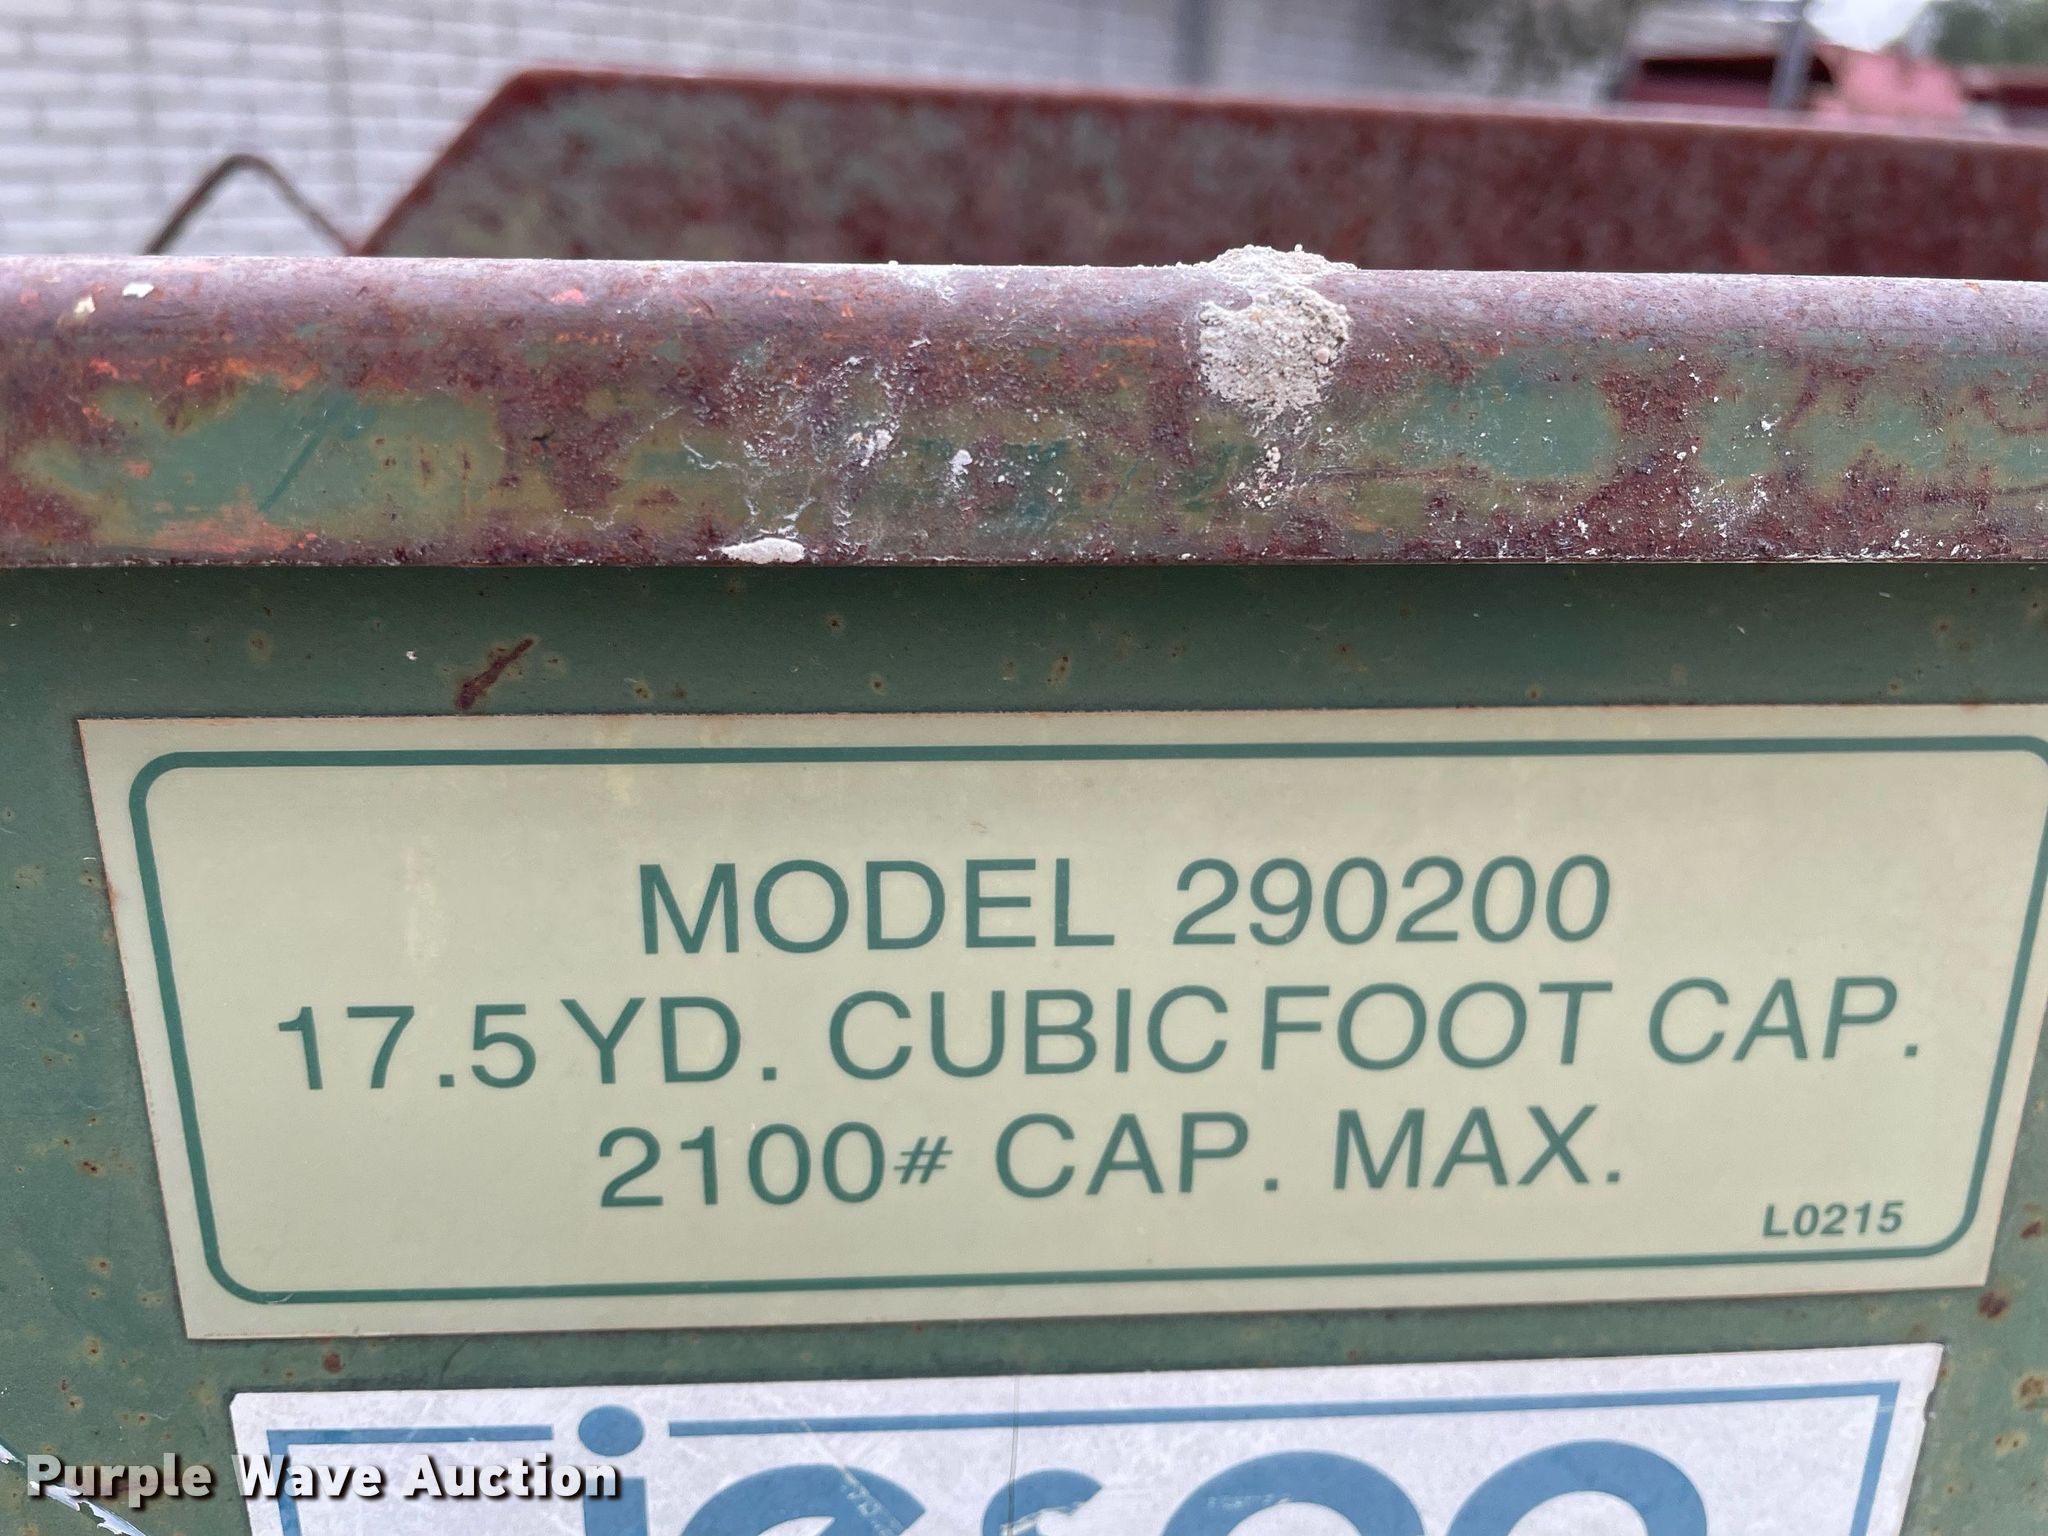 MODEL 290200
17.5 YD. CUBIC FOOT CAP.
2100# CAP. MAX.
L0215
Purple Wave Auction